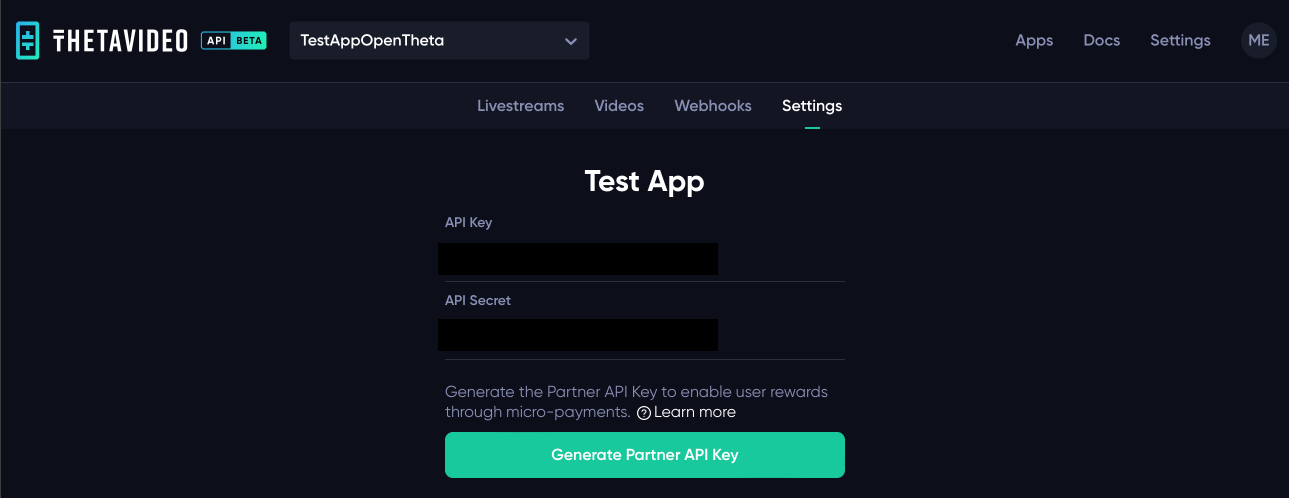 THETAVIDEO API BETA TestAppOpenTheta Apps Docs Settings ME
Livestreams Videos Webhooks Settings
Test App
API Key
API Secret
Generate the Partner API Key to enable user rewards
through micro-payments. ? Learn more
Generate Partner API Key